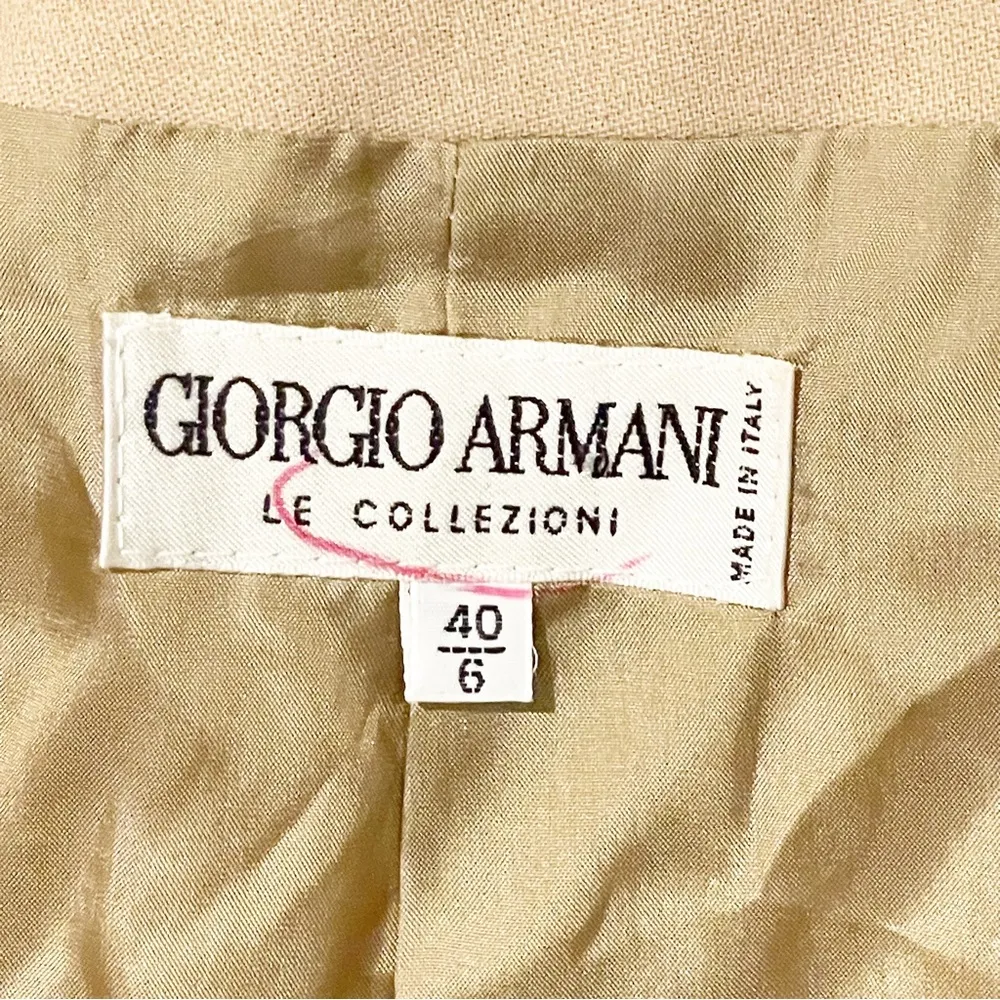 GIORGIO ARMANI
LE COLLEZIONI
MADE IN ITALY
40
6